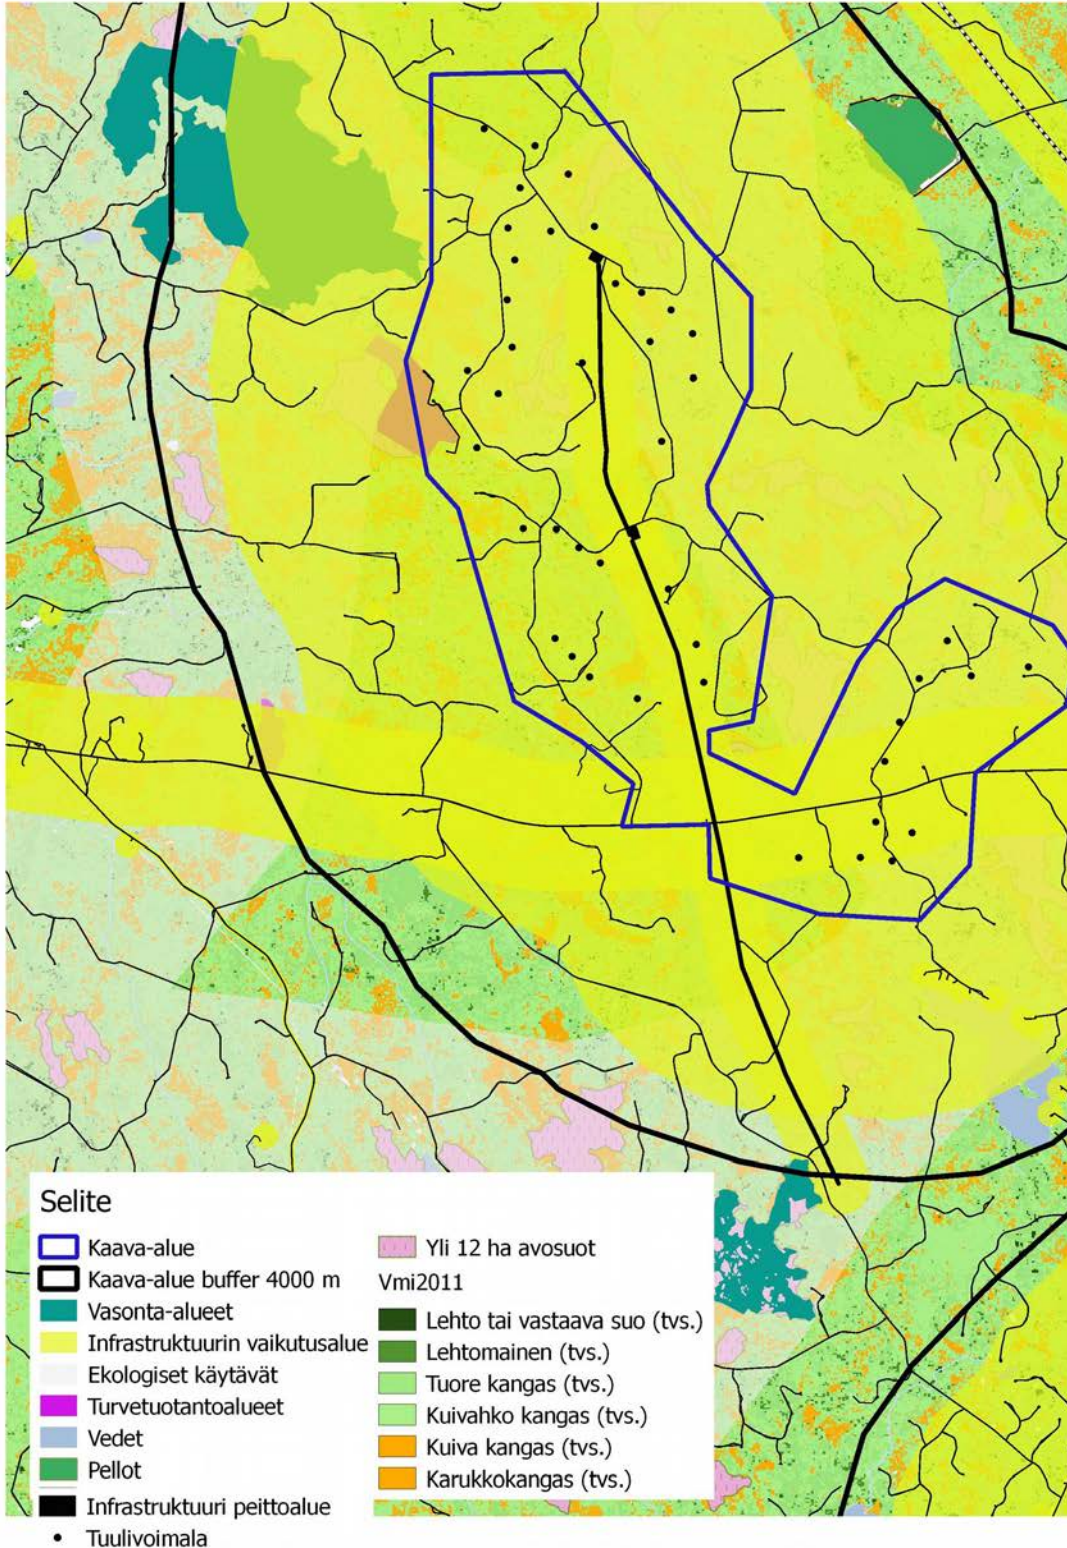 Selite
Kaava-alue
Kaava-alue buffer 4000 m
Vasonta-alueet
Infrastruktuurin vaikutusalue
Ekologiset käytävät
Turvetuotantoalueet
Vedet
Pellot
Infrastruktuuri peittoalue
Tuulivoimala
Yli 12 ha avosuot
Vmi2011
Lehto tai vastaava suo (tvs.)
Lehtomainen (tvs.)
Tuore kangas (tvs.)
Kuivahko kangas (tvs.)
Kuiva kangas (tvs.)
Karukkokangas (tvs.)